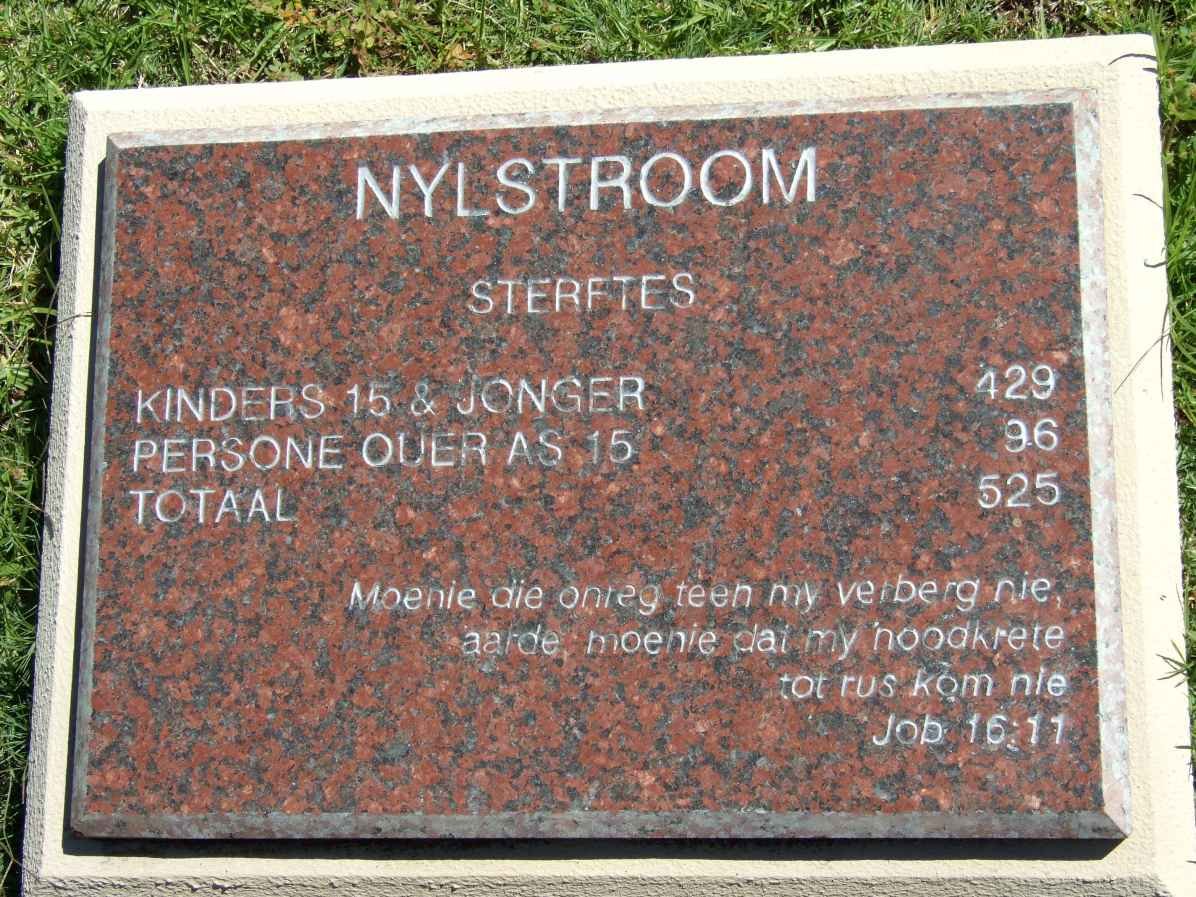 NYLSTROOM
STERFTES
KINDERS 15 & JONGER 429
PERSONE OUER AS 15 96
TOTAAL 525
Moenie die onreg teen my verberg nie,
aarde, moenie dat my noodkrete
tot rus kom nie
Job 16:11